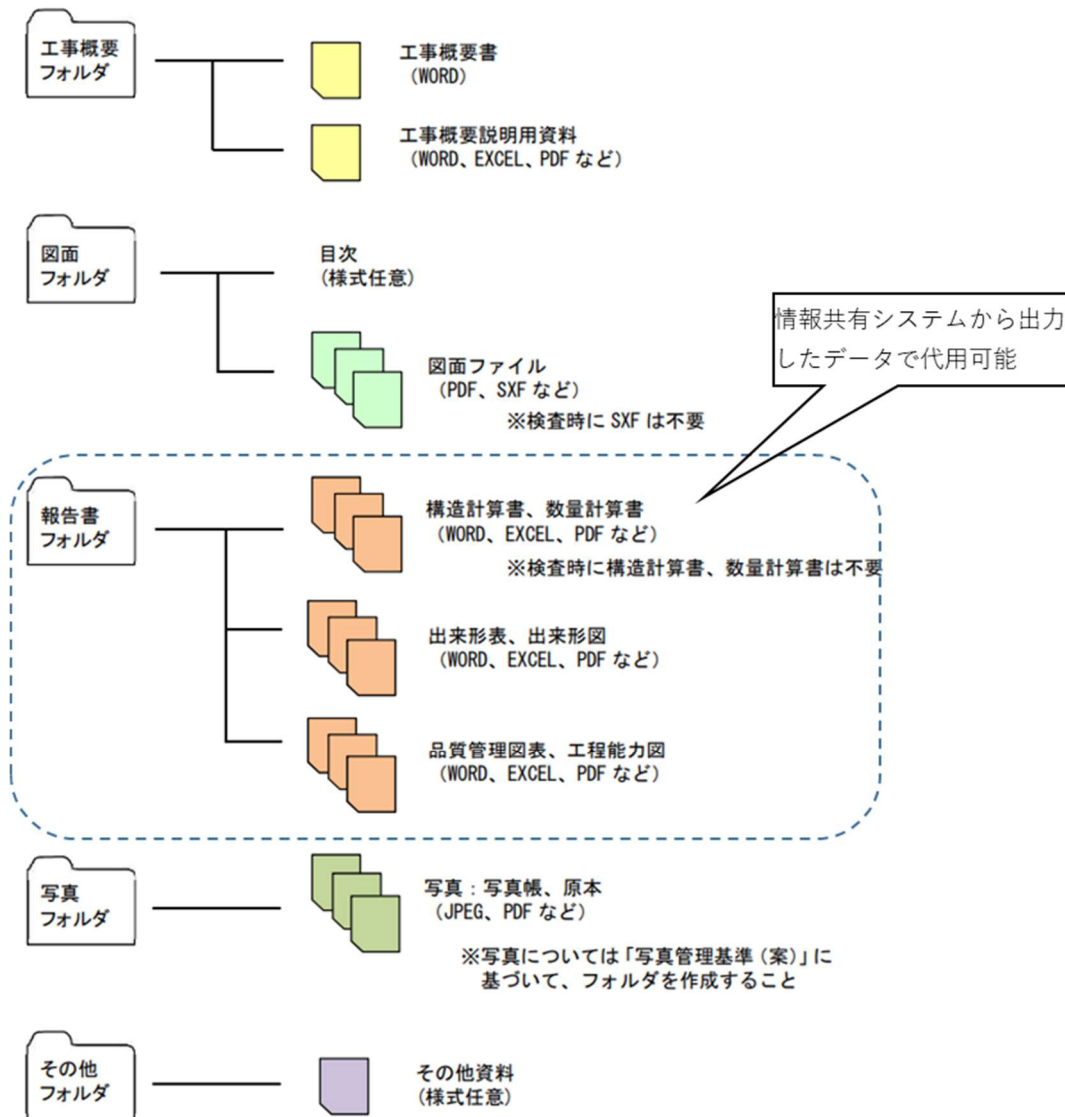 工事概要
フォルダ
工事概要書
(WORD)
工事概要説明用資料
(WORD、EXCEL、PDF など)
図面
フォルダ
目次
(様式任意)
情報共有システムから出力
したデータで代用可能
図面ファイル
(PDF、SXF など)
※検査時に SXF は不要
報告書
フォルダ
構造計算書、数量計算書
(WORD、EXCEL、PDF など)
※検査時に構造計算書、数量計算書は不要
出来形表、出来形図
(WORD、EXCEL、PDF など)
品質管理図表、工程能力図
(WORD、EXCEL、PDF など)
写真
フォルダ
写真：写真帳、原本
(JPEG、PDF など)
※写真については「写真管理基準(案)」に
基づいて、フォルダを作成すること
その他
フォルダ
その他資料
(様式任意)